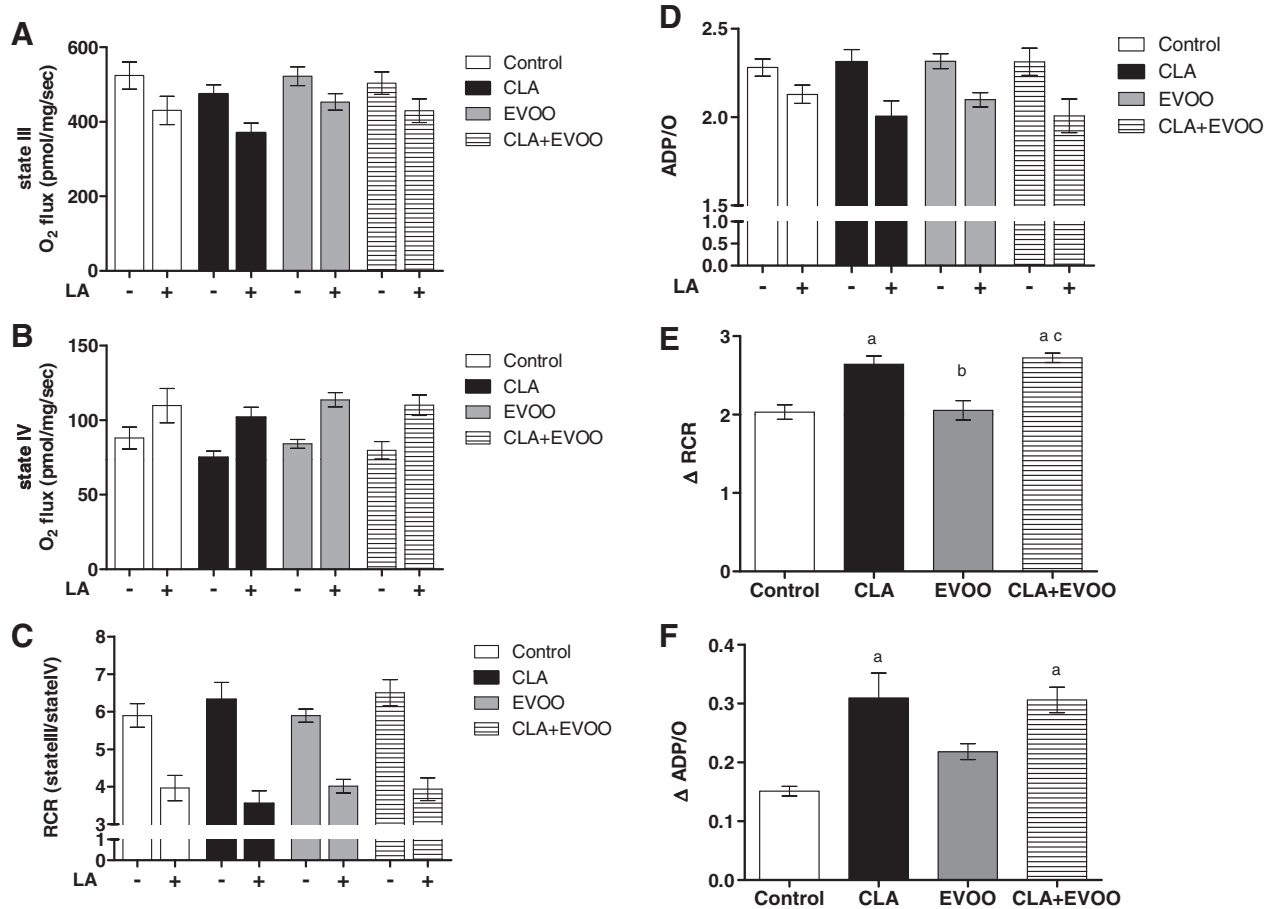 A
600
400
200
0
state III
O₂ flux (pmol/mg/sec)
LA - + - + - + - +
Control
CLA
EVOO
CLA+EVOO
B
150
100
50
0
state IV
O₂ flux (pmol/mg/sec)
LA - + - + - + - +
Control
CLA
EVOO
CLA+EVOO
C
8
7
6
5
4
3
1
0
RCR (stateIII/stateIV)
LA - + - + - + - +
Control
CLA
EVOO
CLA+EVOO
D
2.5
2.0
1.5
1.0
0.5
0.0
ADP/O
LA - + - + - + - +
Control
CLA
EVOO
CLA+EVOO
E
3
2
1
0
Δ RCR
a b a c
Control CLA EVOO CLA+EVOO
F
0.4
0.3
0.2
0.1
0.0
Δ ADP/O
a a
Control CLA EVOO CLA+EVOO